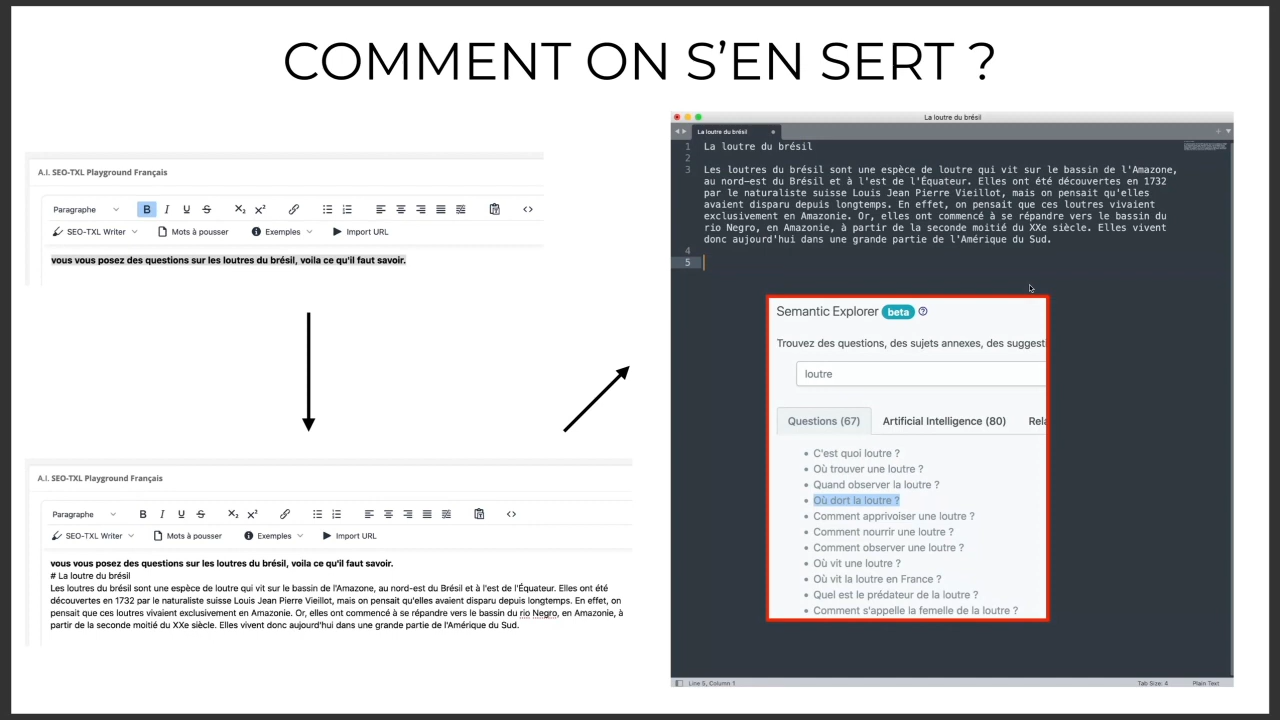 COMMENT ON S’EN SERT ?
A.I. SEO-TXL Playground Français
Paragraphe
B I U S X₂ X²
SEO-TXL Writer Mots à pousser Exemples Import URL
vous vous posez des questions sur les loutres du brésil, voila ce qu'il faut savoir.
A.I. SEO-TXL Playground Français
Paragraphe
B I U S X₂ X²
SEO-TXL Writer Mots à pousser Exemples Import URL
vous vous posez des questions sur les loutres du brésil, voila ce qu'il faut savoir.
# La loutre du brésil
Les loutres du brésil sont une espèce de loutre qui vit sur le bassin de l'Amazone, au nord-est du Brésil et à l'est de l'Équateur. Elles ont été
découvertes en 1732 par le naturaliste suisse Louis Jean Pierre Vieillot, mais on pensait qu'elles avaient disparu depuis longtemps. En effet, on
pensait que ces loutres vivaient exclusivement en Amazonie. Or, elles ont commencé à se répandre vers le bassin du rio Negro, en Amazonie, à
partir de la seconde moitié du XXe siècle. Elles vivent donc aujourd'hui dans une grande partie de l'Amérique du Sud.
La loutre du brésil
La loutre du brésil
1 La loutre du brésil
2
3 Les loutres du brésil sont une espèce de loutre qui vit sur le bassin de l'Amazone,
au nord-est du Brésil et à l'est de l'Équateur. Elles ont été découvertes en 1732
par le naturaliste suisse Louis Jean Pierre Vieillot, mais on pensait qu'elles
avaient disparu depuis longtemps. En effet, on pensait que ces loutres vivaient
exclusivement en Amazonie. Or, elles ont commencé à se répandre vers le bassin du
rio Negro, en Amazonie, à partir de la seconde moitié du XXe siècle. Elles vivent
donc aujourd'hui dans une grande partie de l'Amérique du Sud.
4
5
Semantic Explorer beta
Trouvez des questions, des sujets annexes, des suggest
loutre
Questions (67) Artificial Intelligence (80) Rela
C'est quoi loutre ?
Où trouver une loutre ?
Quand observer la loutre ?
Où dort la loutre ?
Comment apprivoiser une loutre ?
Comment nourrir une loutre ?
Comment observer une loutre ?
Où vit une loutre ?
Où vit la loutre en France ?
Quel est le prédateur de la loutre ?
Comment s'appelle la femelle de la loutre ?
Line 5, Column 1 Tab Size: 4 Plain Text